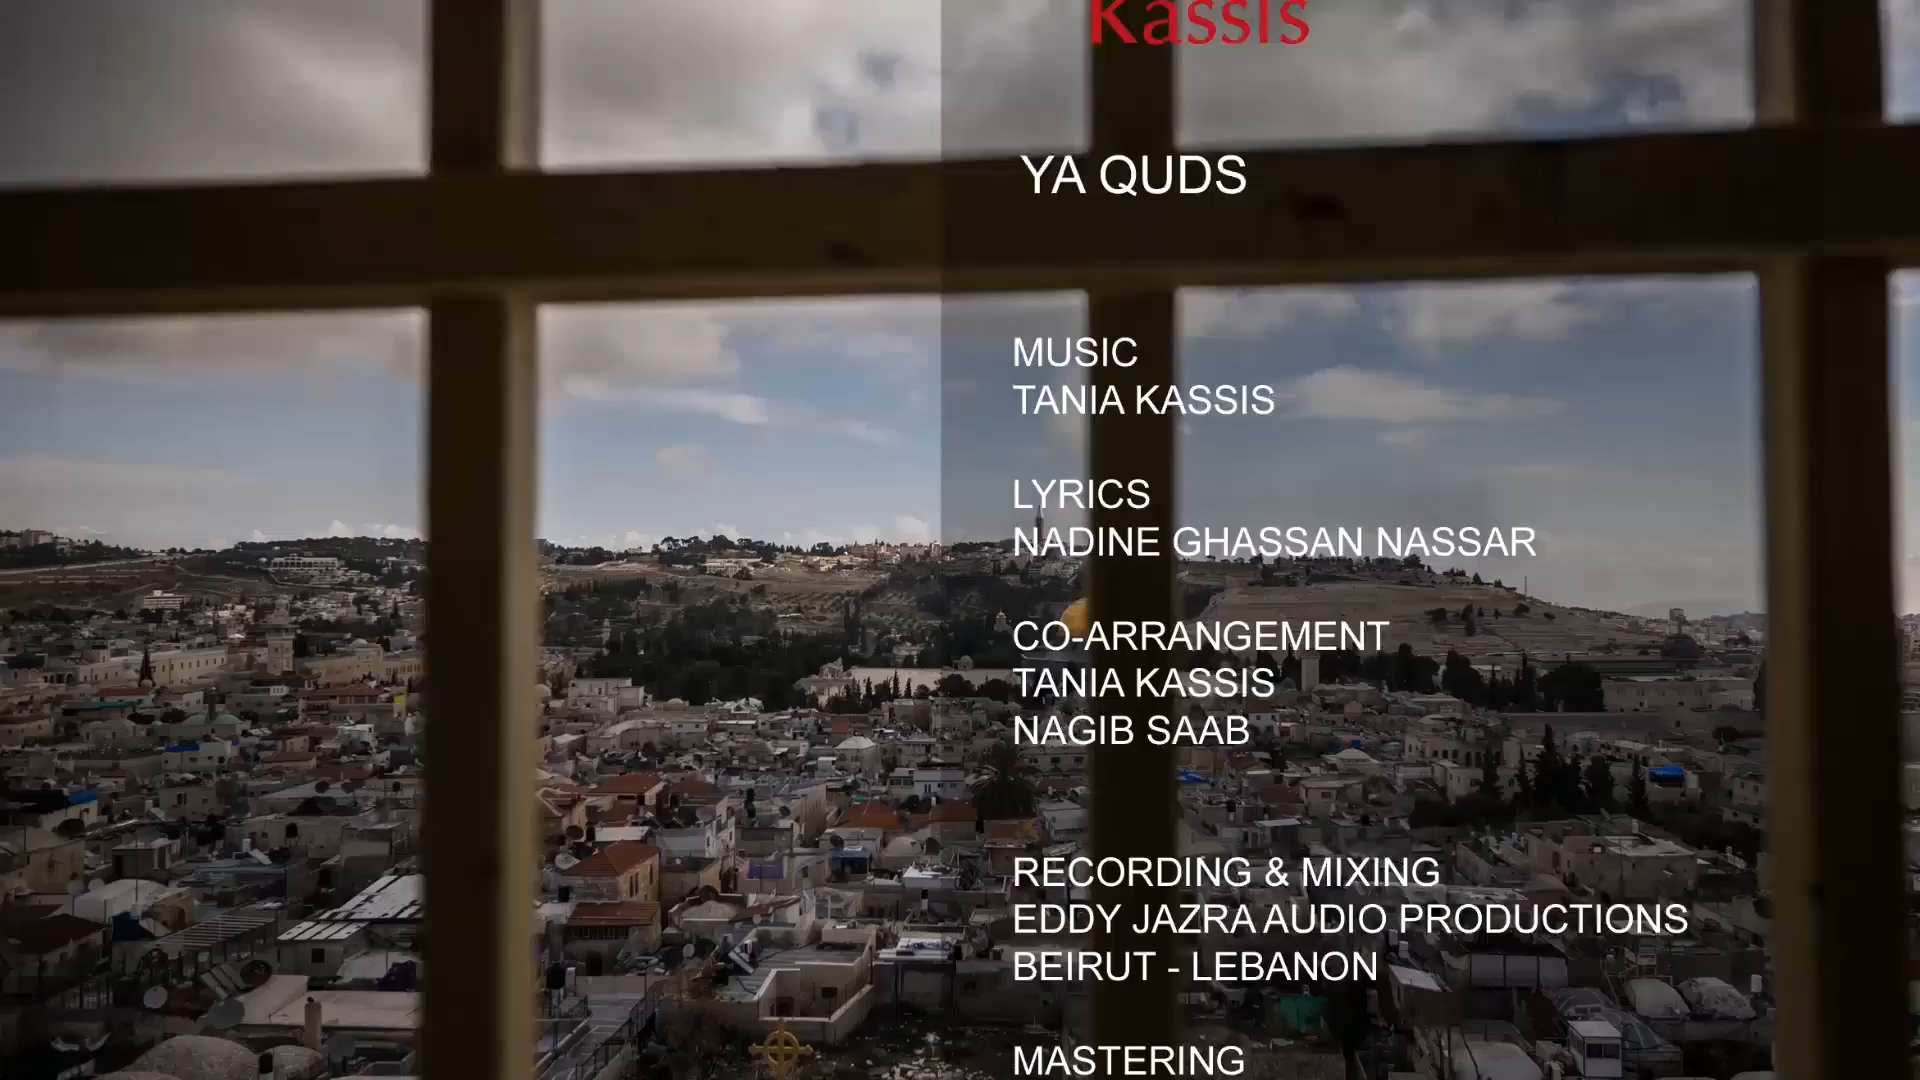 Kassis
YA QUDS
MUSIC
TANIA KASSIS
LYRICS
NADINE GHASSAN NASSAR
CO-ARRANGEMENT
TANIA KASSIS
NAGIB SAAB
RECORDING & MIXING
EDDY JAZRA AUDIO PRODUCTIONS
BEIRUT - LEBANON
MASTERING